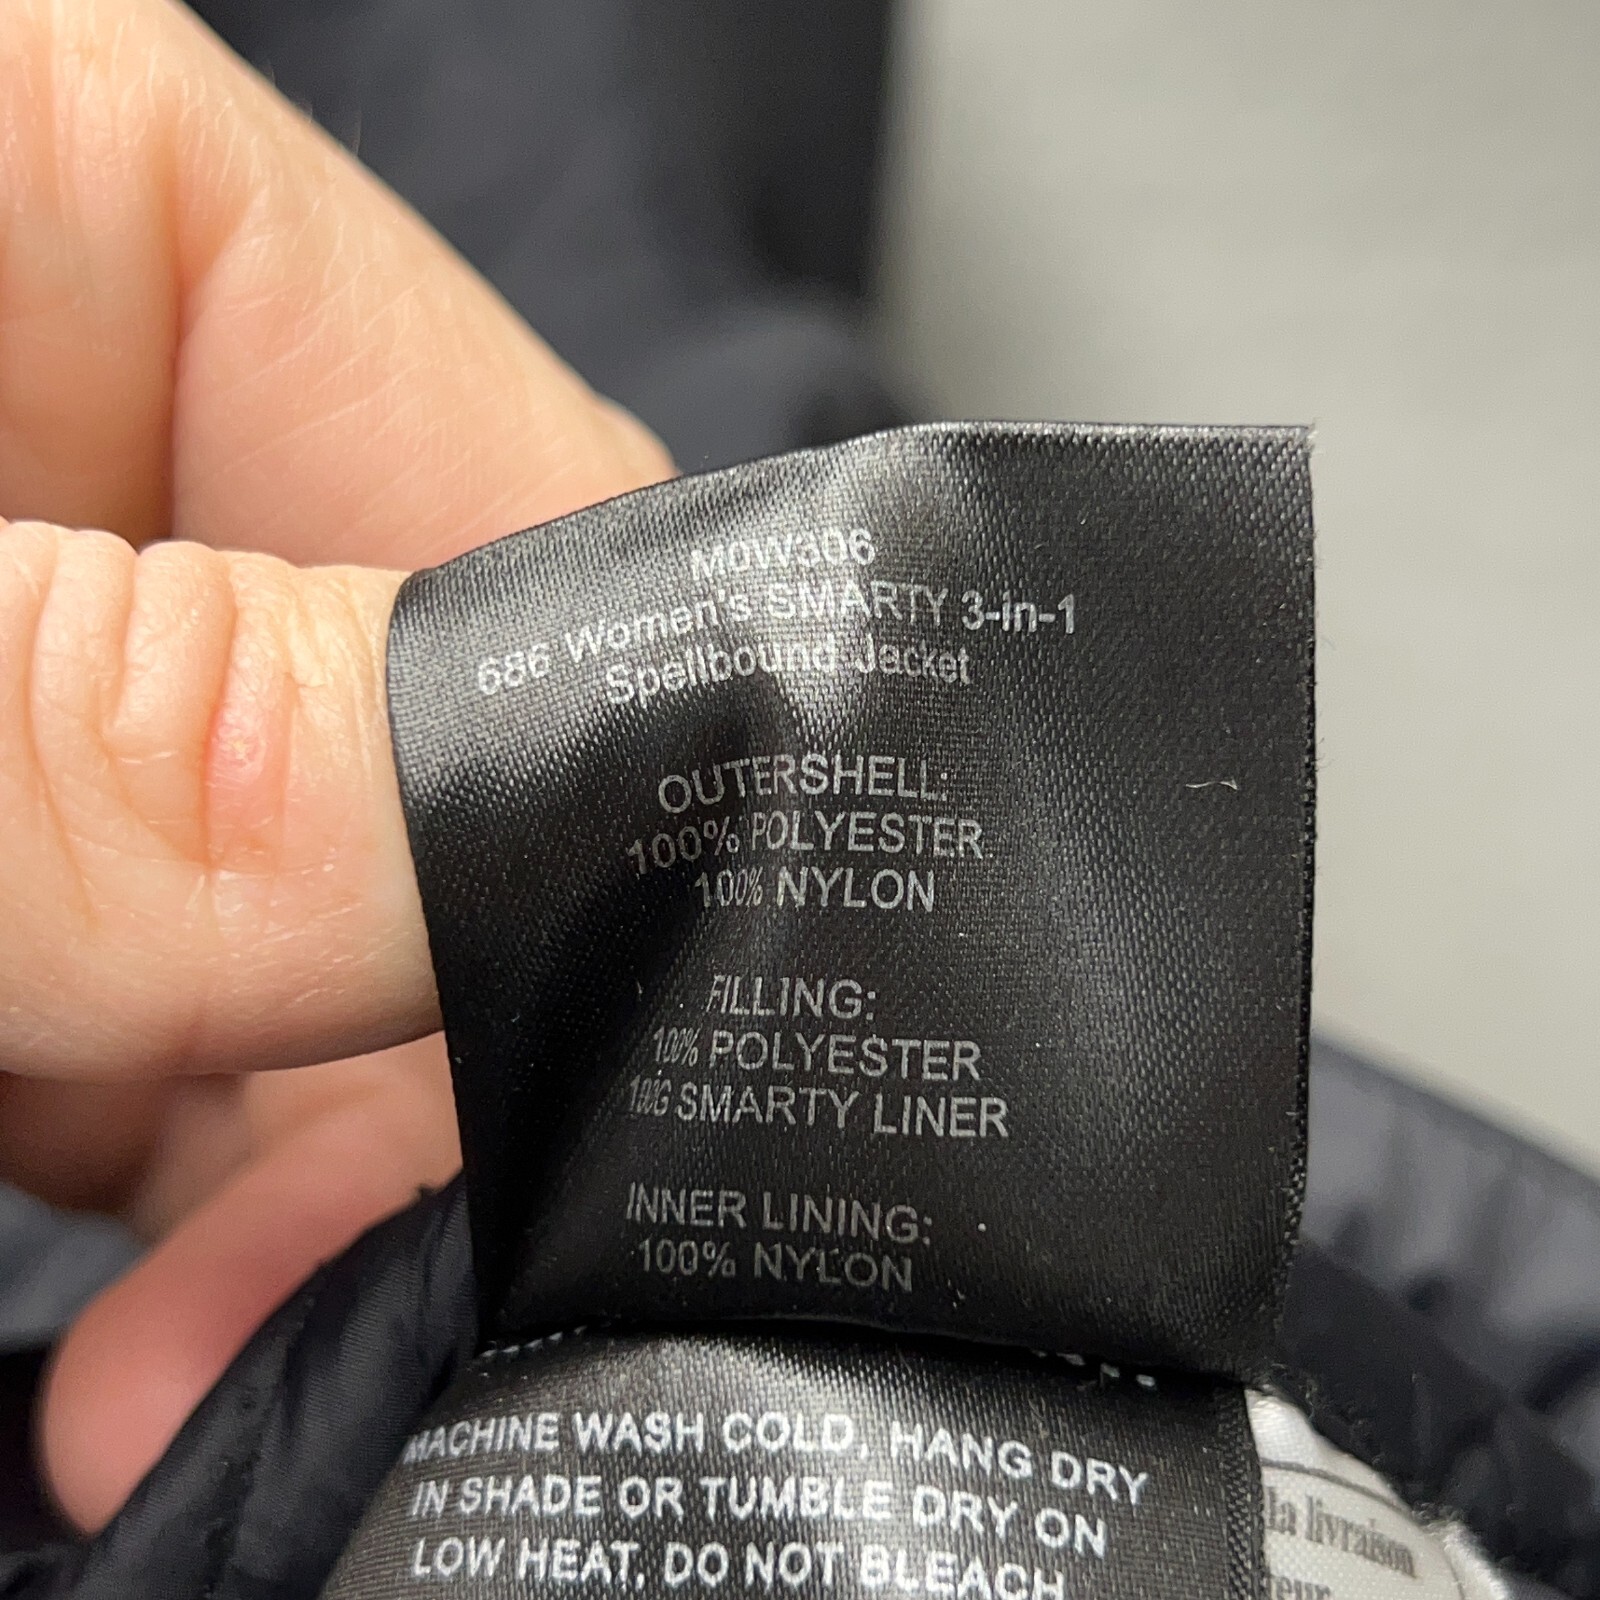 M0W306
686 Women's SMARTY 3-in-1
Spellbound Jacket
OUTERSHELL:
100% POLYESTER
100% NYLON
FILLING:
100% POLYESTER
100G SMARTY LINER
INNER LINING:
100% NYLON
MACHINE WASH COLD, HANG DRY
IN SHADE OR TUMBLE DRY ON
LOW HEAT, DO NOT BLEACH
la livraison